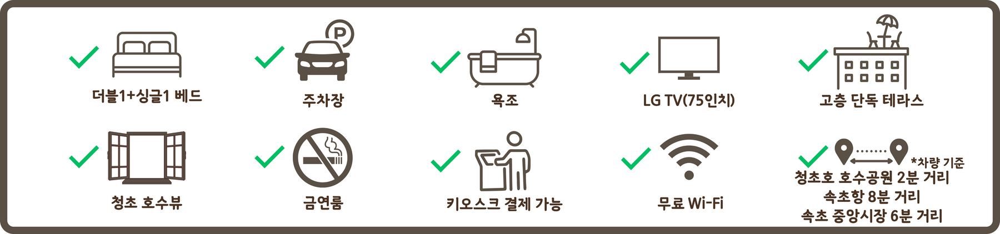 P
더블1+싱글1 베드
주차장
욕조
LG TV(75인치)
고층 단독 테라스
청초 호수뷰
금연룸
키오스크 결제 가능
무료 Wi-Fi
*차량 기준
청초호 호수공원 2분 거리
속초항 8분 거리
속초 중앙시장 6분 거리